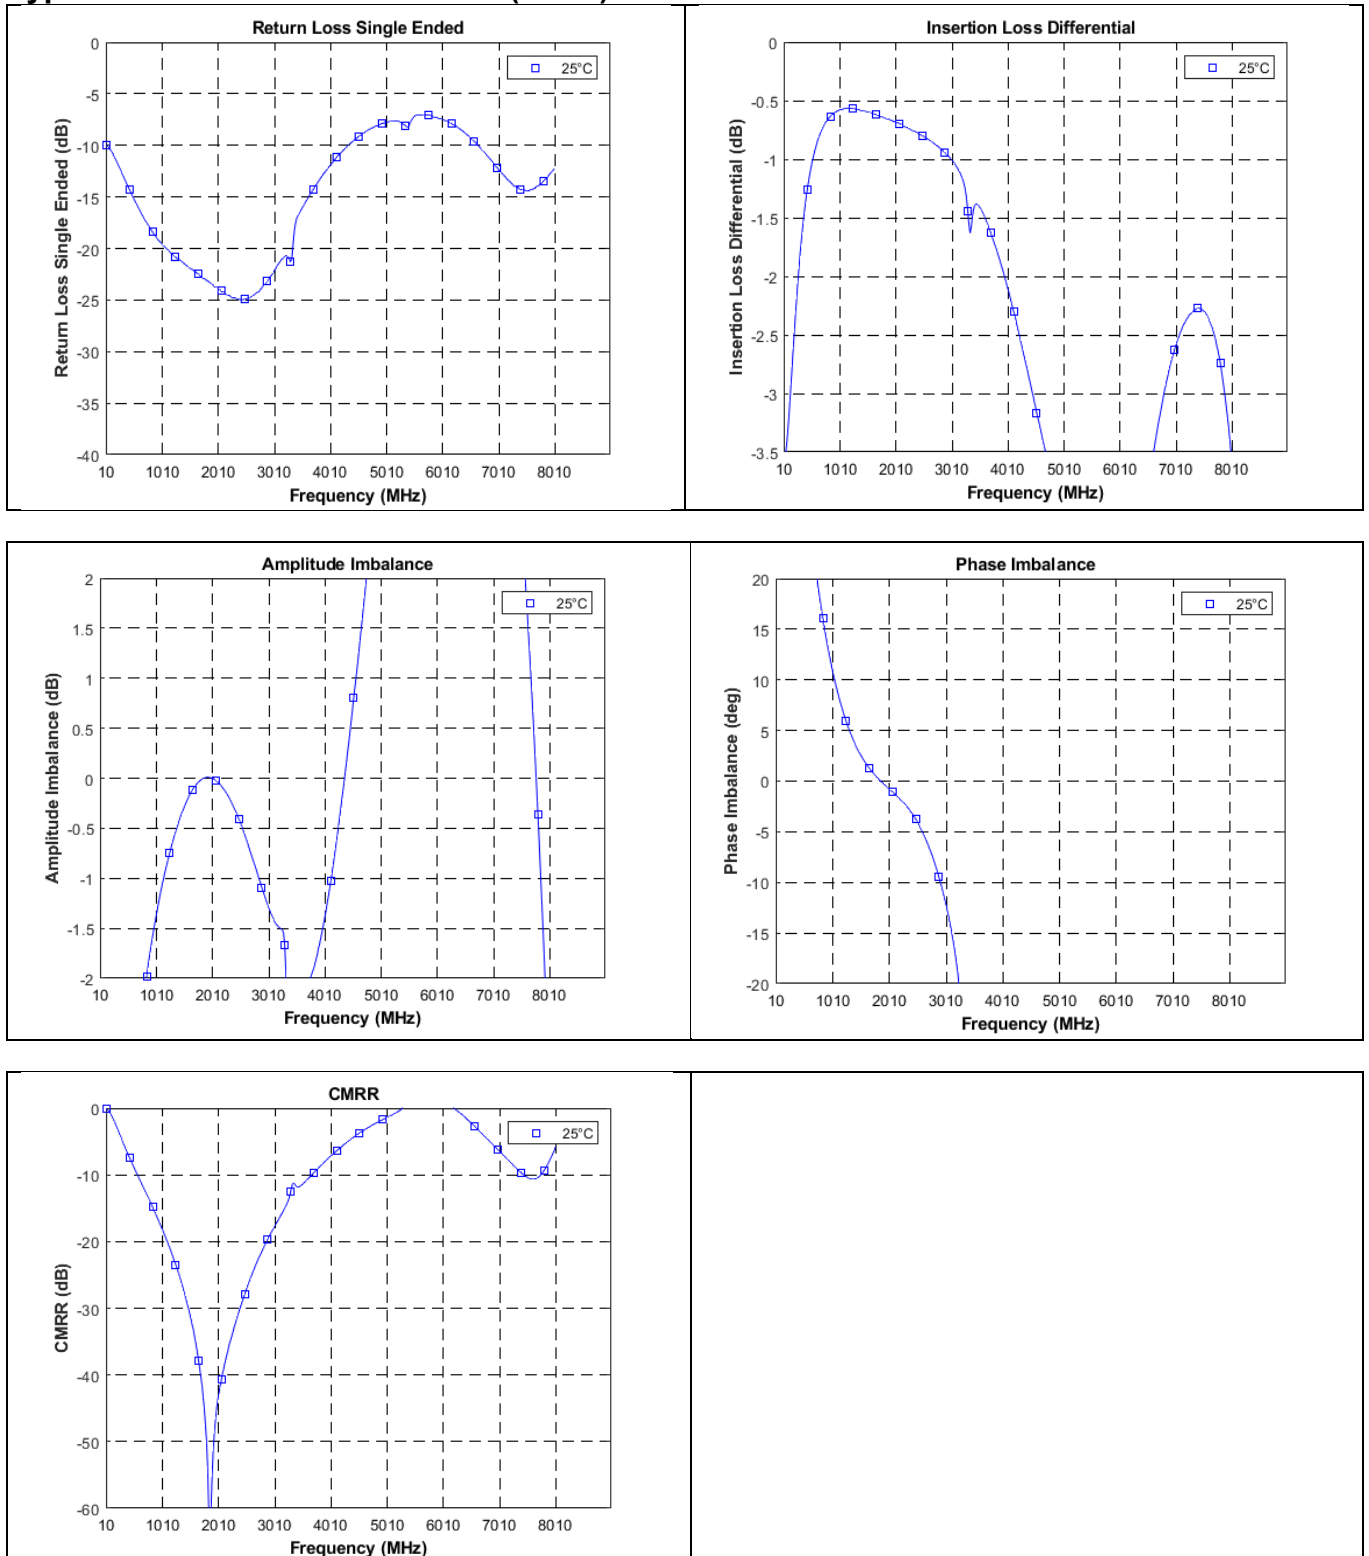 Return Loss Single Ended
25°C
0
-5
-10
-15
-20
-25
-30
-35
-40
Return Loss Single Ended (dB)
10 1010 2010 3010 4010 5010 6010 7010 8010
Frequency (MHz)
Insertion Loss Differential
25°C
0
-0.5
-1
-1.5
-2
-2.5
-3
-3.5
Insertion Loss Differential (dB)
10 1010 2010 3010 4010 5010 6010 7010 8010
Frequency (MHz)
Amplitude Imbalance
25°C
2
1.5
1
0.5
0
-0.5
-1
-1.5
-2
Amplitude Imbalance (dB)
10 1010 2010 3010 4010 5010 6010 7010 8010
Frequency (MHz)
Phase Imbalance
25°C
20
15
10
5
0
-5
-10
-15
-20
Phase Imbalance (deg)
10 1010 2010 3010 4010 5010 6010 7010 8010
Frequency (MHz)
CMRR
25°C
0
-10
-20
-30
-40
-50
-60
CMRR (dB)
10 1010 2010 3010 4010 5010 6010 7010 8010
Frequency (MHz)